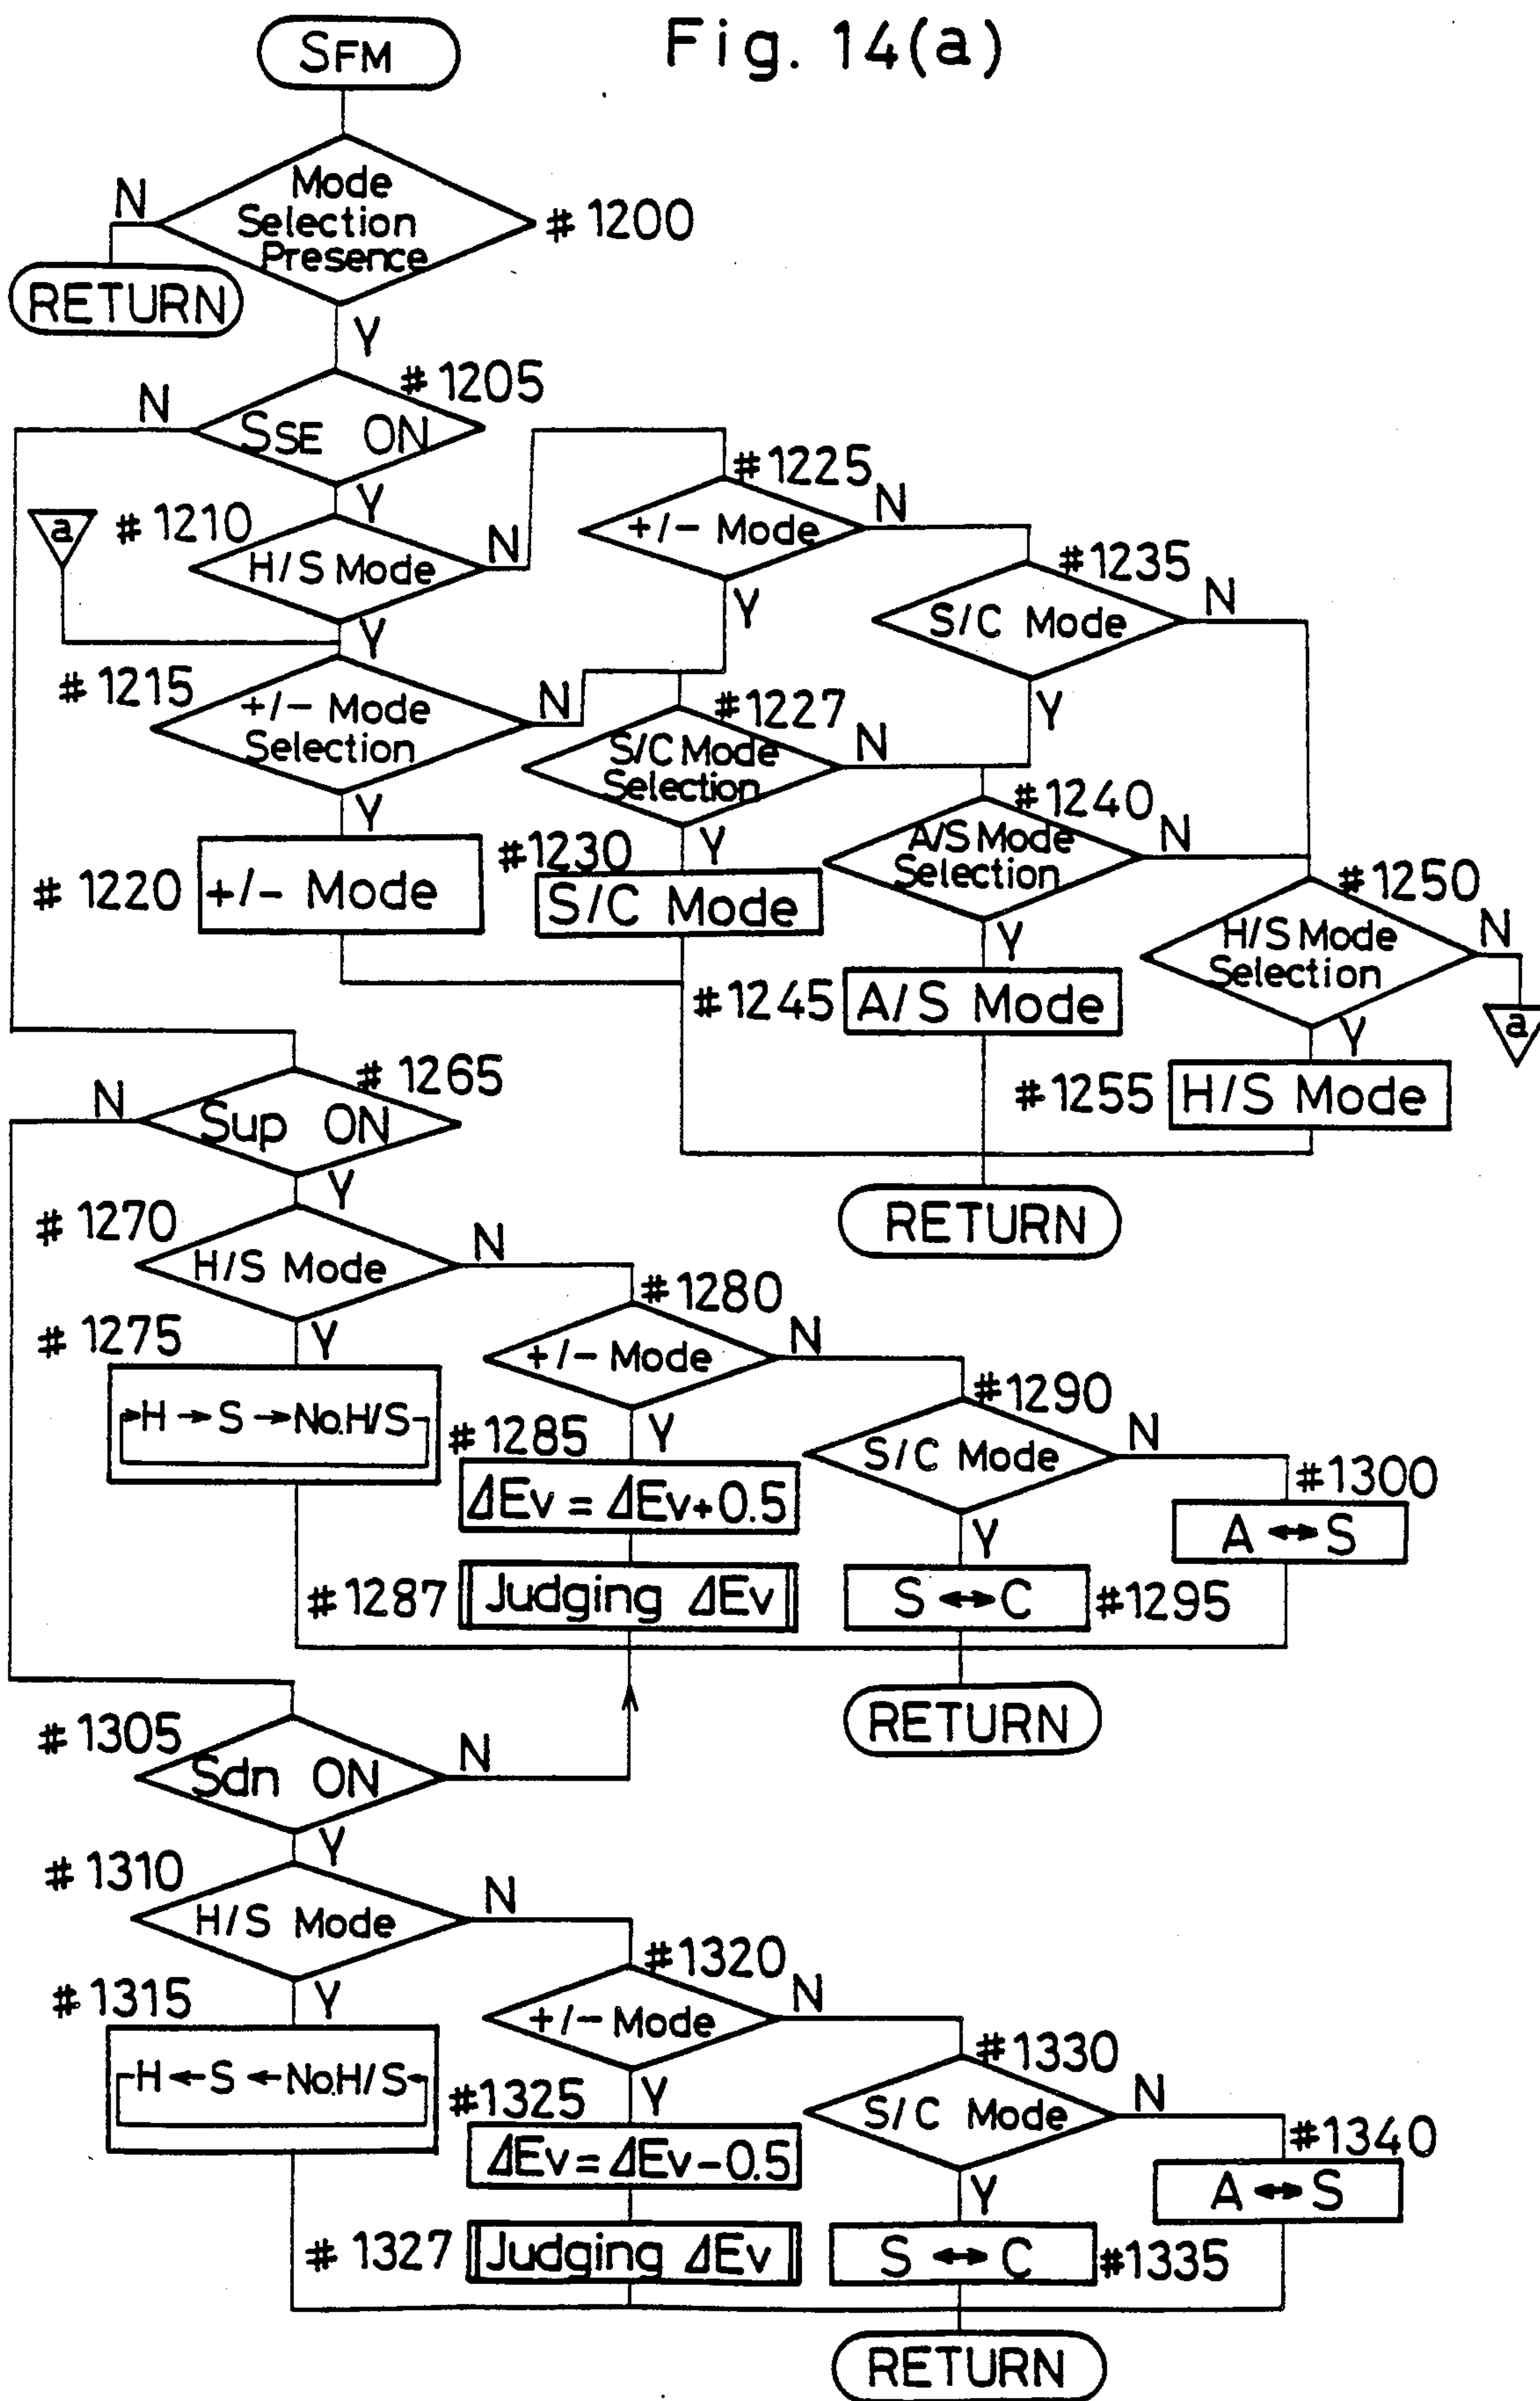 Fig. 14(a)
SFM
Mode
Selection
Presence
N
# 1200
RETURN
Y
# 1205
N
SSE ON
Y
a
# 1210
H/S Mode
N
Y
# 1225
+/- Mode
N
Y
# 1235
S/C Mode
N
Y
# 1215
+/- Mode
Selection
N
Y
# 1227
S/C Mode
Selection
N
Y
# 1220
+/- Mode
# 1230
S/C Mode
# 1240
A/S Mode
Selection
N
Y
# 1245
A/S Mode
# 1250
H/S Mode
Selection
N
Y
a
# 1255
H/S Mode
RETURN
# 1265
N
Sup ON
Y
# 1270
H/S Mode
N
Y
# 1275
→H→S→No.H/S
# 1280
+/- Mode
N
Y
# 1285
ΔEv = ΔEv+0.5
# 1287
Judging ΔEv
# 1290
S/C Mode
N
Y
S ↔ C
# 1295
# 1300
A ↔ S
RETURN
# 1305
Sdn ON
N
Y
# 1310
H/S Mode
N
Y
# 1315
H←S←No.H/S←
# 1320
+/- Mode
N
Y
# 1325
ΔEv=ΔEv-0.5
# 1327
Judging ΔEv
# 1330
S/C Mode
N
Y
S ↔ C
# 1335
# 1340
A ↔ S
RETURN